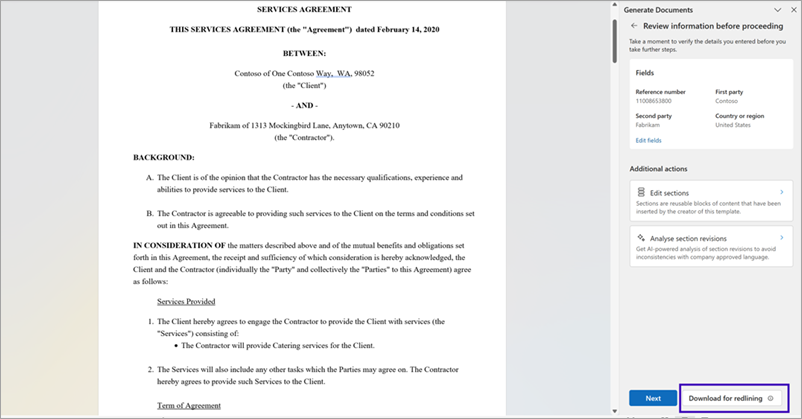 SERVICES AGREEMENT
THIS SERVICES AGREEMENT (the "Agreement") dated February 14, 2020
BETWEEN:
Contoso of One Contoso Way, WA, 98052
(the "Client")
- AND -
Fabrikam of 1313 Mockingbird Lane, Anytown, CA 90210
(the "Contractor").
BACKGROUND:
A. The Client is of the opinion that the Contractor has the necessary qualifications, experience and
abilities to provide services to the Client.
B. The Contractor is agreeable to providing such services to the Client on the terms and conditions set
out in this Agreement.
IN CONSIDERATION OF the matters described above and of the mutual benefits and obligations set
forth in this Agreement, the receipt and sufficiency of which consideration is hereby acknowledged, the
Client and the Contractor (individually the "Party" and collectively the "Parties" to this Agreement) agree
as follows:
Services Provided
1. The Client hereby agrees to engage the Contractor to provide the Client with services (the
"Services") consisting of:
• The Contractor will provide Catering services for the Client.
2. The Services will also include any other tasks which the Parties may agree on. The Contractor
hereby agrees to provide such Services to the Client.
Term of Agreement
Generate Documents
Review information before proceeding
Take a moment to verify the details you entered before you
take further steps.
Fields
Reference number
11008653800
First party
Contoso
Second party
Fabrikam
Country or region
United States
Edit fields
Additional actions
Edit sections
Sections are reusable blocks of content that have been
inserted by the creator of this template.
Analyse section revisions
Get AI-powered analysis of section revisions to avoid
inconsistencies with company approved language.
Next
Download for redlining